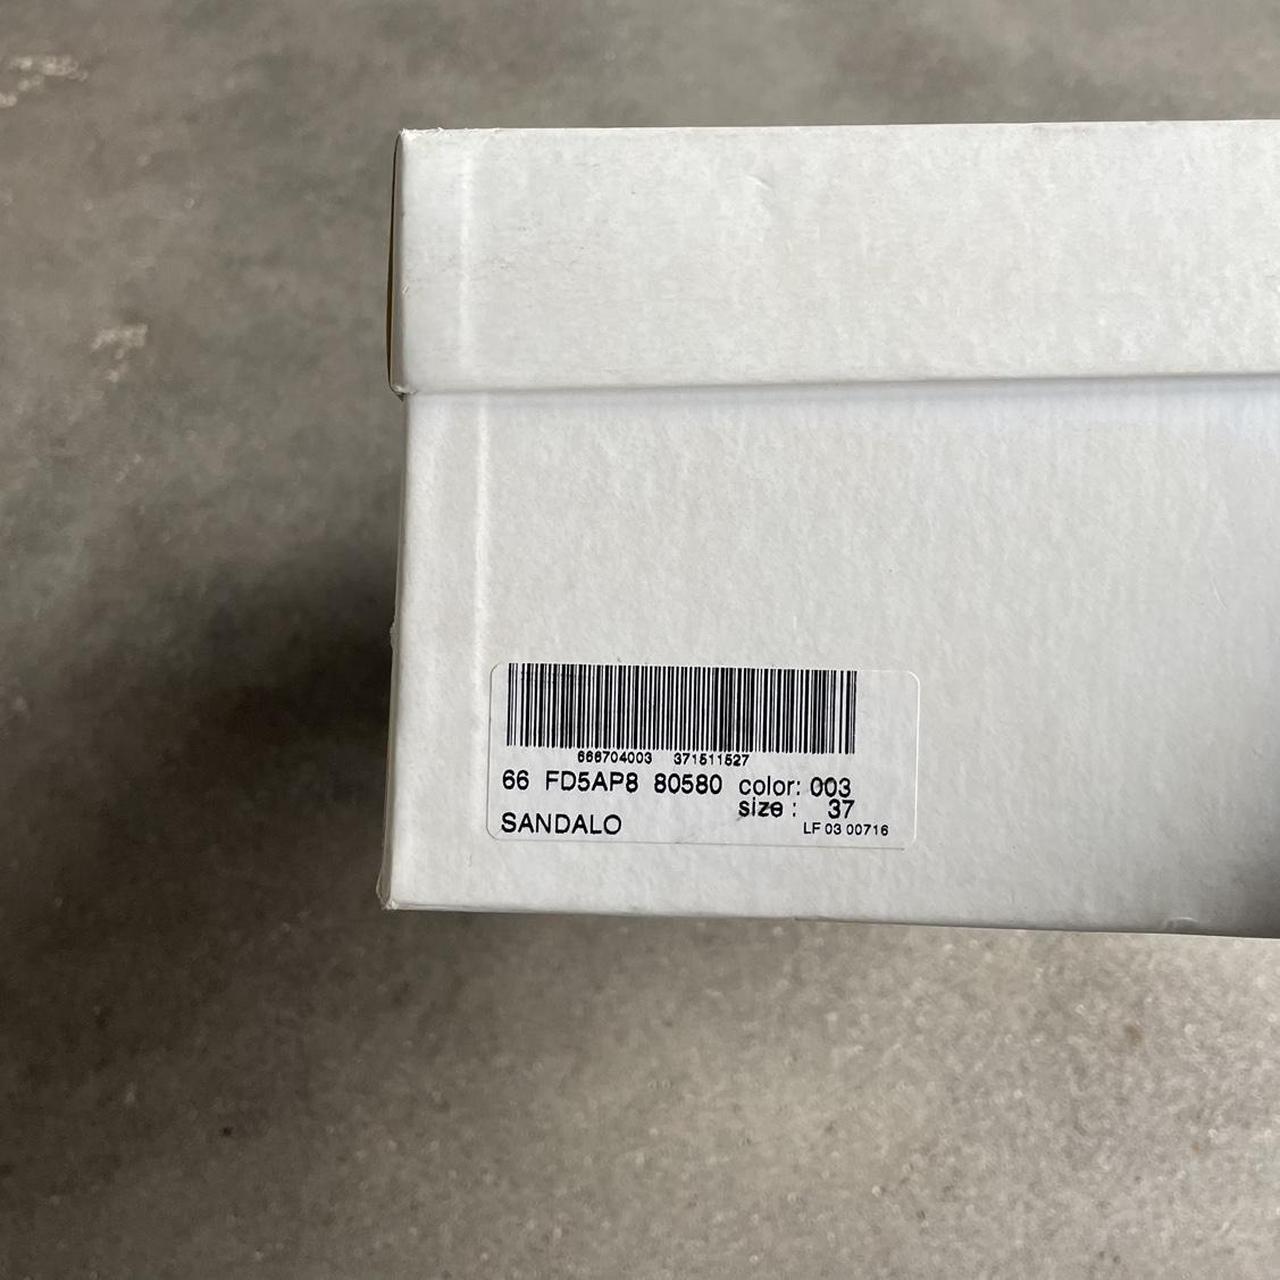 666704003 371511527
66 FD5AP8 80580 color: 003
size : 37
SANDALO
LF 03 00716